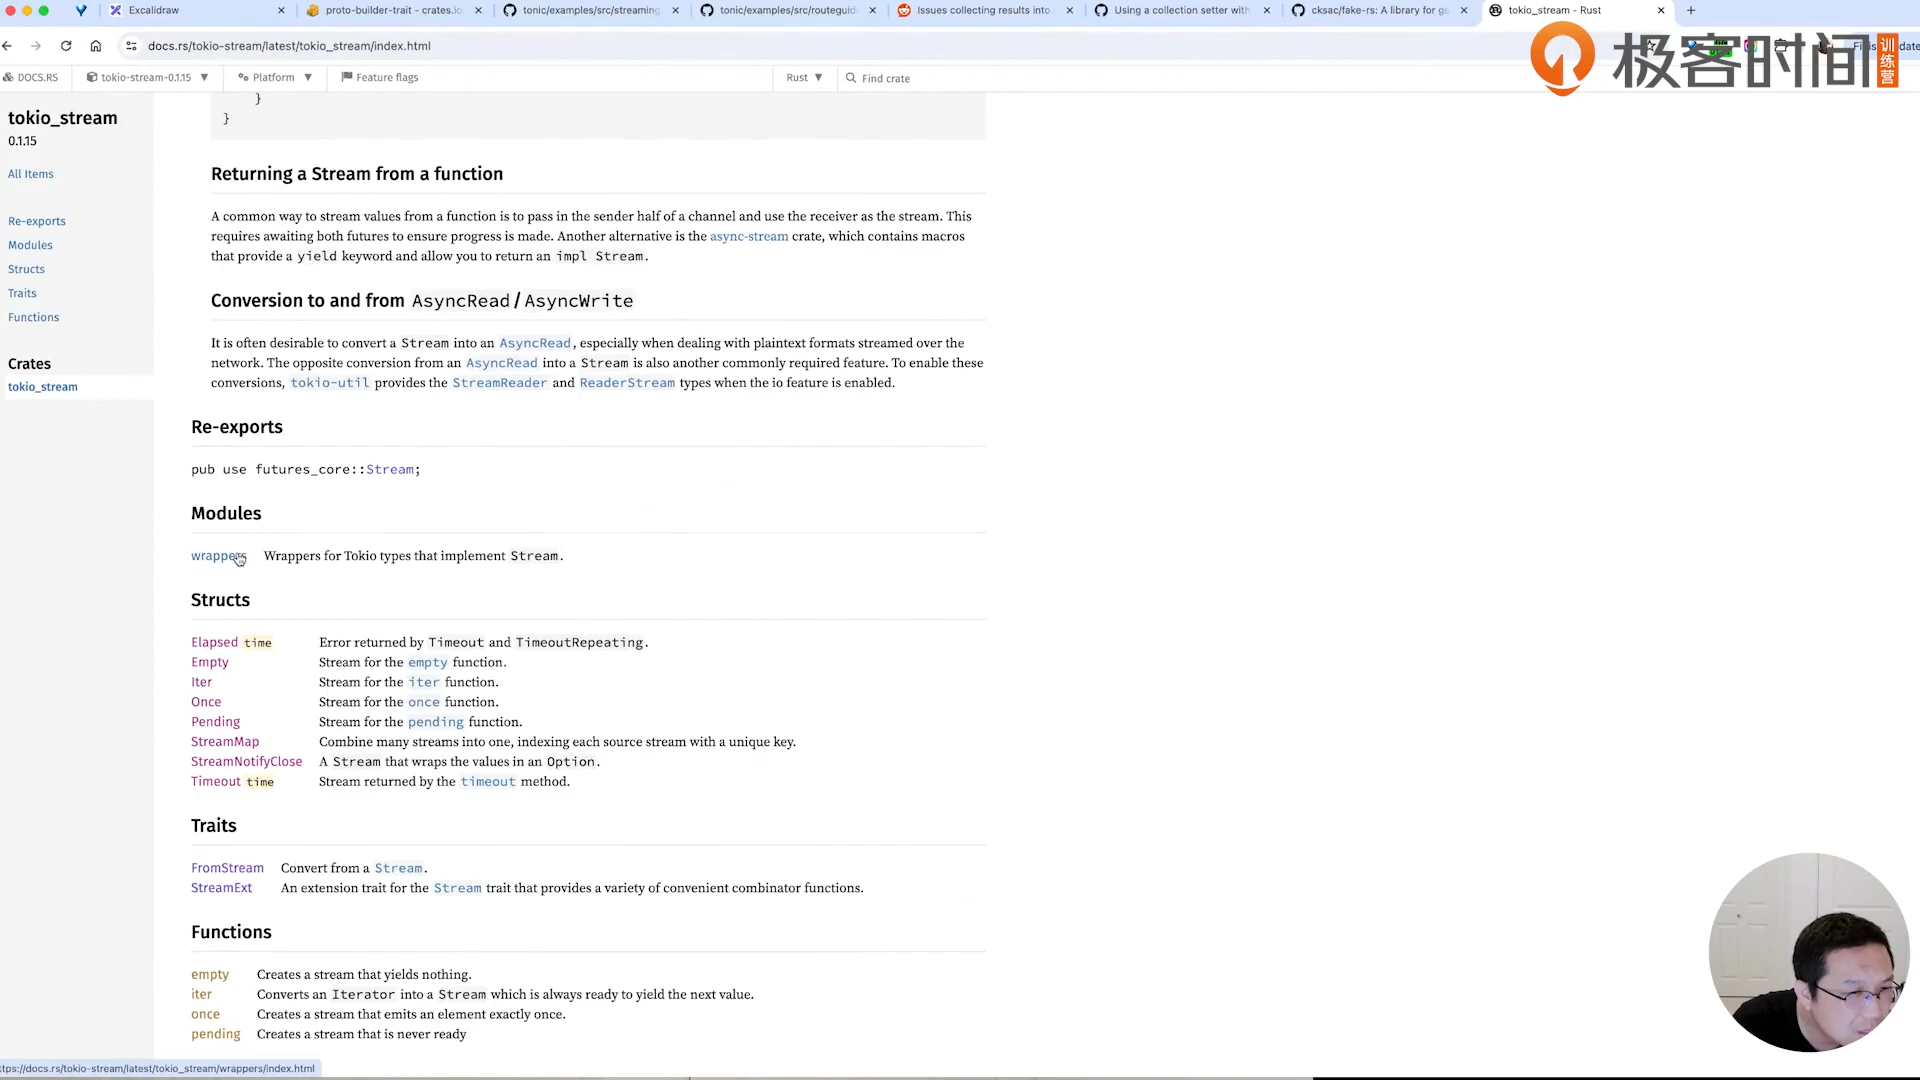 Excalidraw
proto-builder-trait - crates.io
tonic/examples/src/streaming
tonic/examples/src/routeguid
Issues collecting results into
Using a collection setter with
cksac/fake-rs: A library for ge
tokio_stream - Rust
docs.rs/tokio-stream/latest/tokio_stream/index.html
极客时间
训练营
DOCS.RS
tokio-stream-0.1.15
Platform
Feature flags
Rust
Find crate
tokio_stream
0.1.15
All Items
Re-exports
Modules
Structs
Traits
Functions
Crates
tokio_stream
}
}
Returning a Stream from a function
A common way to stream values from a function is to pass in the sender half of a channel and use the receiver as the stream. This
requires awaiting both futures to ensure progress is made. Another alternative is the async-stream crate, which contains macros
that provide a yield keyword and allow you to return an impl Stream.
Conversion to and from AsyncRead/AsyncWrite
It is often desirable to convert a Stream into an AsyncRead, especially when dealing with plaintext formats streamed over the
network. The opposite conversion from an AsyncRead into a Stream is also another commonly required feature. To enable these
conversions, tokio-util provides the StreamReader and ReaderStream types when the io feature is enabled.
Re-exports
pub use futures_core::Stream;
Modules
wrappers Wrappers for Tokio types that implement Stream.
Structs
Elapsed time Error returned by Timeout and TimeoutRepeating.
Empty Stream for the empty function.
Iter Stream for the iter function.
Once Stream for the once function.
Pending Stream for the pending function.
StreamMap Combine many streams into one, indexing each source stream with a unique key.
StreamNotifyClose A Stream that wraps the values in an Option.
Timeout time Stream returned by the timeout method.
Traits
FromStream Convert from a Stream.
StreamExt An extension trait for the Stream trait that provides a variety of convenient combinator functions.
Functions
empty Creates a stream that yields nothing.
iter Converts an Iterator into a Stream which is always ready to yield the next value.
once Creates a stream that emits an element exactly once.
pending Creates a stream that is never ready
ttps://docs.rs/tokio-stream/latest/tokio_stream/wrappers/index.html